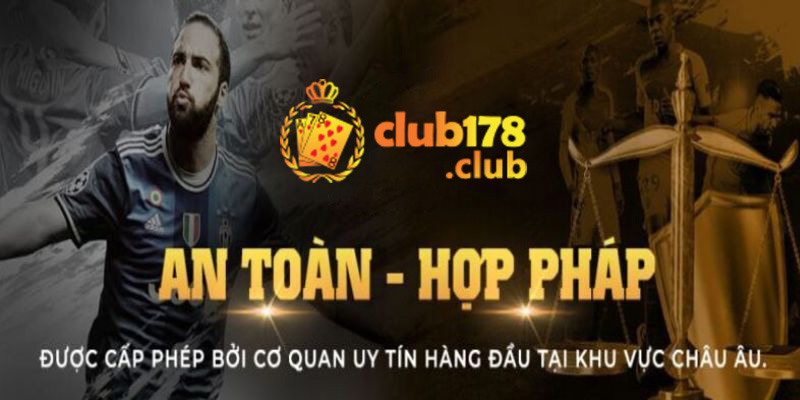 club178
.club
AN TOÀN - HỢP PHÁP
ĐƯỢC CẤP PHÉP BỞI CƠ QUAN UY TÍN HÀNG ĐẦU TẠI KHU VỰC CHÂU ÂU.